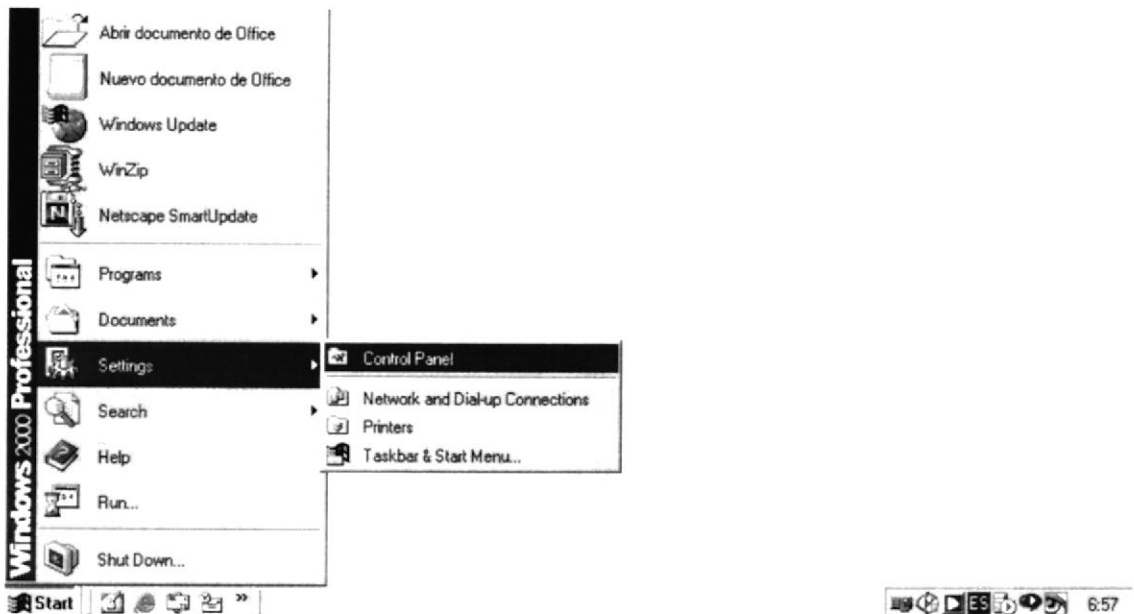 Abrir documento de Office
Nuevo documento de Office
Windows Update
WinZip
N
Netscape SmartUpdate
Programs
Documents
Settings
Search
Help
Run...
Shut Down...
Windows 2000 Professional
Control Panel
Network and Dial-up Connections
Printers
Taskbar & Start Menu...
Start
»
ES
6:57